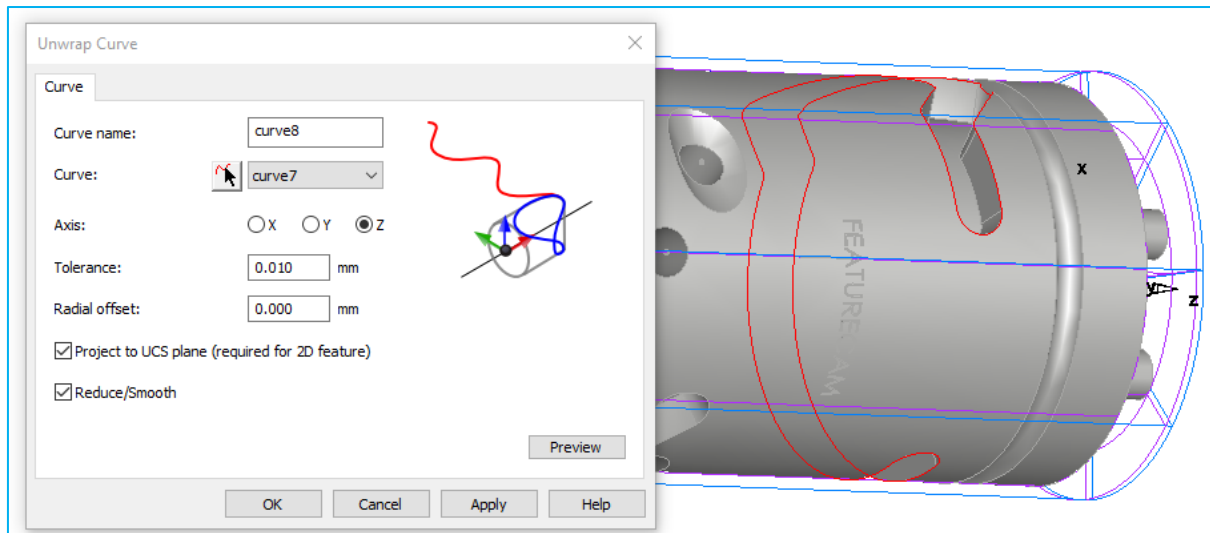 Unwrap Curve
Curve
Curve name: curve8
Curve: curve7
Axis: X Y Z
Tolerance: 0.010 mm
Radial offset: 0.000 mm
Project to UCS plane (required for 2D feature)
Reduce/Smooth
Preview
OK Cancel Apply Help
x
FEATURECAM
y
z